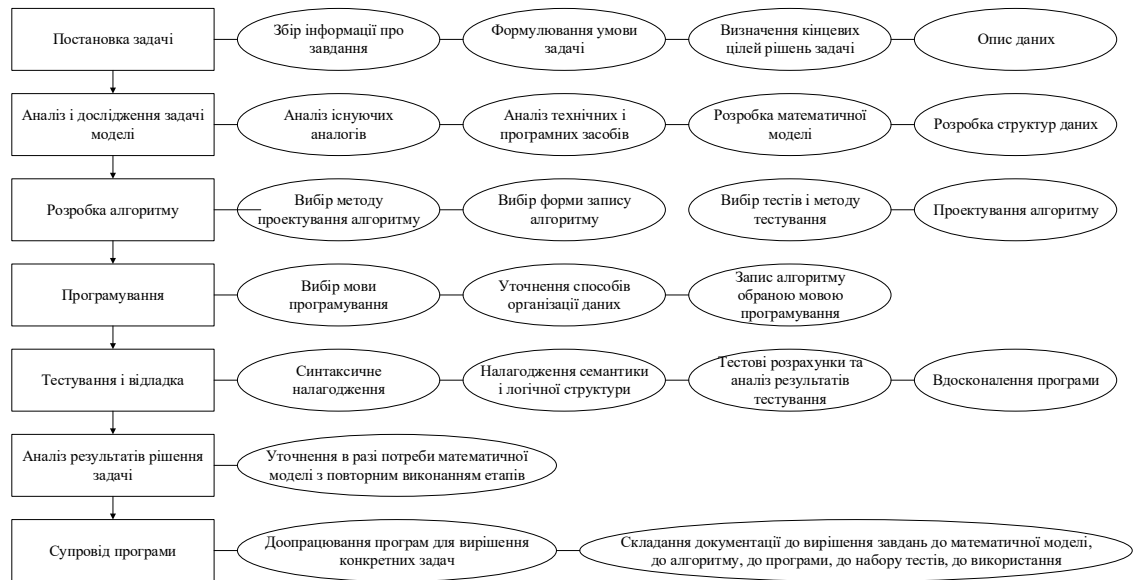 Постановка задачі
Збір інформації про
завдання
Формулювання умови
задачі
Визначення кінцевих
цілей рішень задачі
Опис даних
Аналіз і дослідження задачі
моделі
Аналіз існуючих
аналогів
Аналіз технічних і
програмних засобів
Розробка математичної
моделі
Розробка структур даних
Розробка алгоритму
Вибір методу
проектування алгоритму
Вибір форми запису
алгоритму
Вибір тестів і методу
тестування
Проектування алгоритму
Програмування
Вибір мови
програмування
Уточнення способів
організації даних
Запис алгоритму
обраною мовою
програмування
Тестування і відладка
Синтаксичне
налагодження
Налагодження семантики
і логічної структури
Тестові розрахунки та
аналіз результатів
тестування
Вдосконалення програми
Аналіз результатів рішення
задачі
Уточнення в разі потреби математичної
моделі з повторним виконанням етапів
Супровід програми
Доопрацювання програм для вирішення
конкретних задач
Складання документації до вирішення завдань до математичної моделі,
до алгоритму, до програми, до набору тестів, до використання